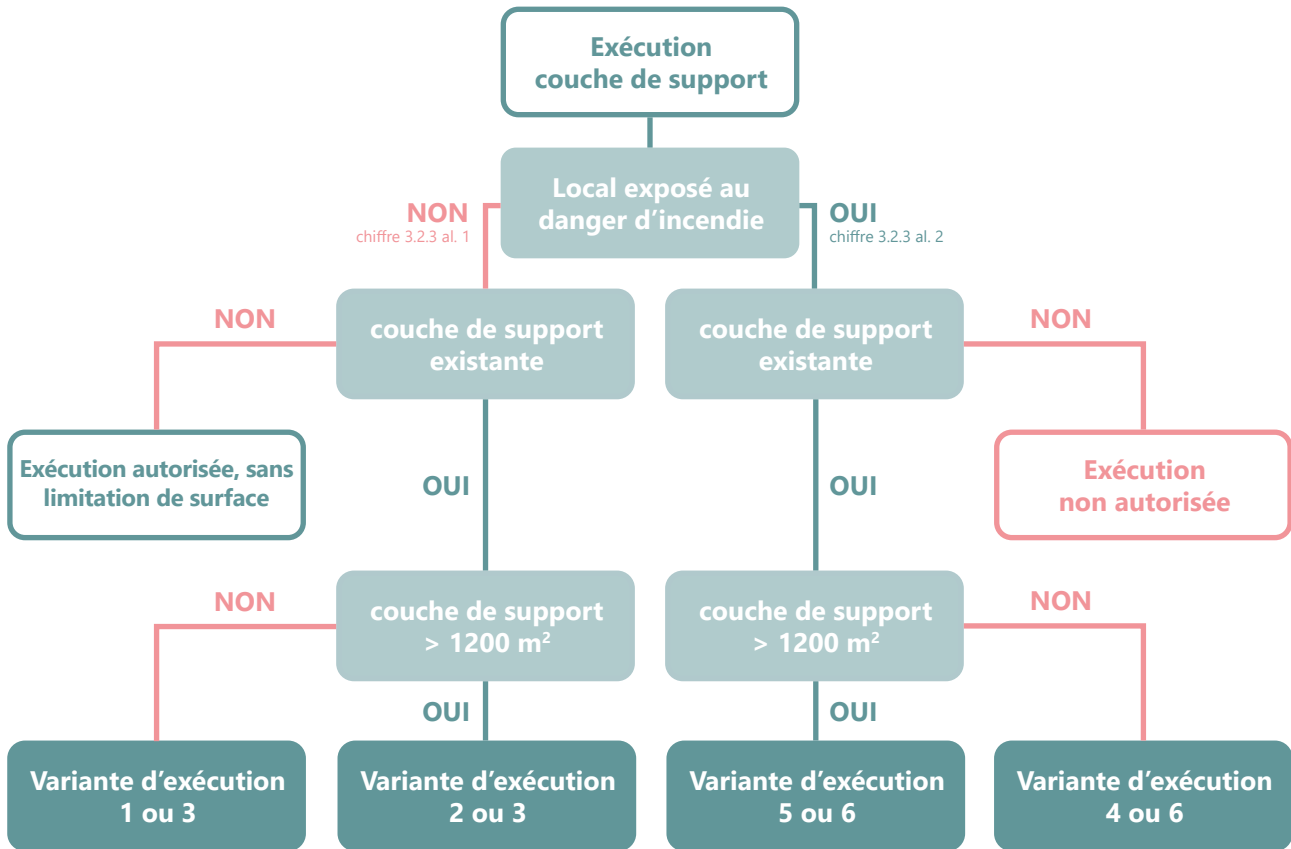 Exécution
couche de support
Local exposé au
danger d'incendie
NON
chiffre 3.2.3 al. 1
OUI
chiffre 3.2.3 al. 2
NON
couche de support
existante
couche de support
existante
NON
Exécution autorisée, sans
limitation de surface
OUI
OUI
Exécution
non autorisée
NON
couche de support
> 1200 m²
couche de support
> 1200 m²
NON
OUI
OUI
Variante d'exécution
1 ou 3
Variante d'exécution
2 ou 3
Variante d'exécution
5 ou 6
Variante d'exécution
4 ou 6